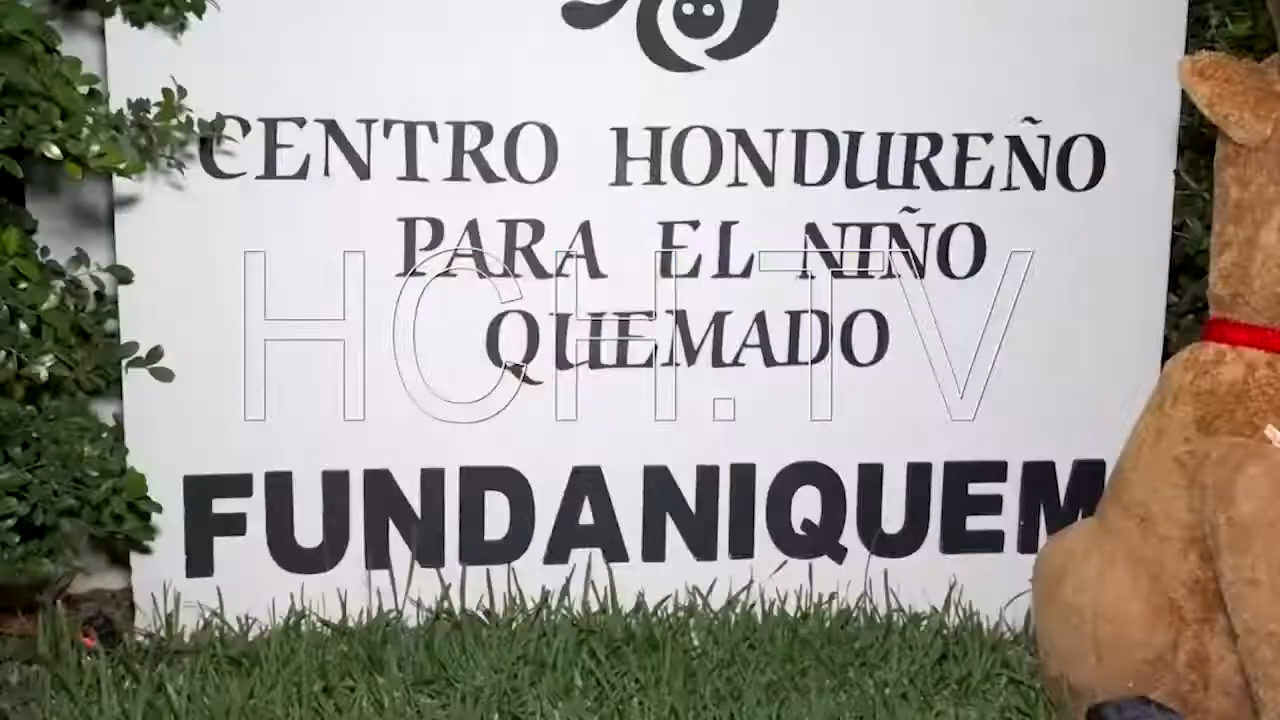 CENTRO HONDUREÑO
PARA EL NIÑO
HCH.TV
QUEMADO
FUNDANIQUEM